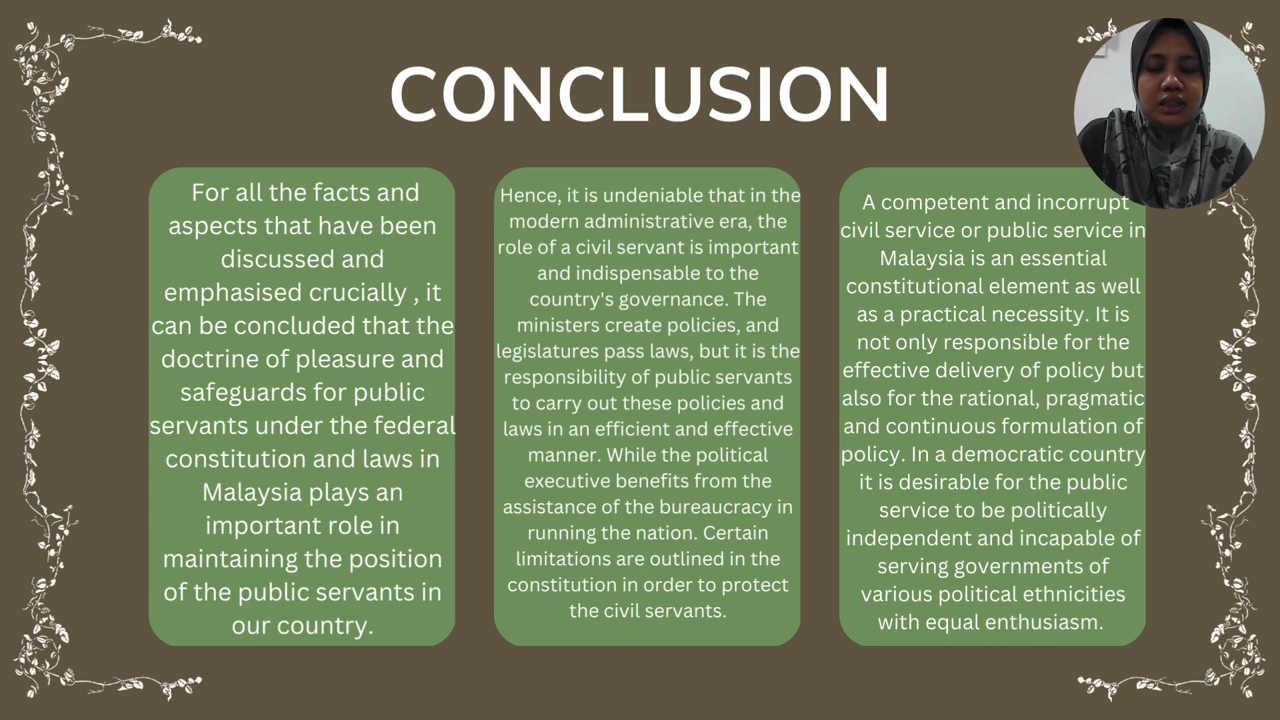 CONCLUSION
For all the facts and
aspects that have been
discussed and
emphasised crucially , it
can be concluded that the
doctrine of pleasure and
safeguards for public
servants under the federal
constitution and laws in
Malaysia plays an
important role in
maintaining the position
of the public servants in
our country.
Hence, it is undeniable that in the
modern administrative era, the
role of a civil servant is important
and indispensable to the
country's governance. The
ministers create policies, and
legislatures pass laws, but it is the
responsibility of public servants
to carry out these policies and
laws in an efficient and effective
manner. While the political
executive benefits from the
assistance of the bureaucracy in
running the nation. Certain
limitations are outlined in the
constitution in order to protect
the civil servants.
A competent and incorrupt
civil service or public service in
Malaysia is an essential
constitutional element as well
as a practical necessity. It is
not only responsible for the
effective delivery of policy but
also for the rational, pragmatic
and continuous formulation of
policy. In a democratic country
it is desirable for the public
service to be politically
independent and incapable of
serving governments of
various political ethnicities
with equal enthusiasm.